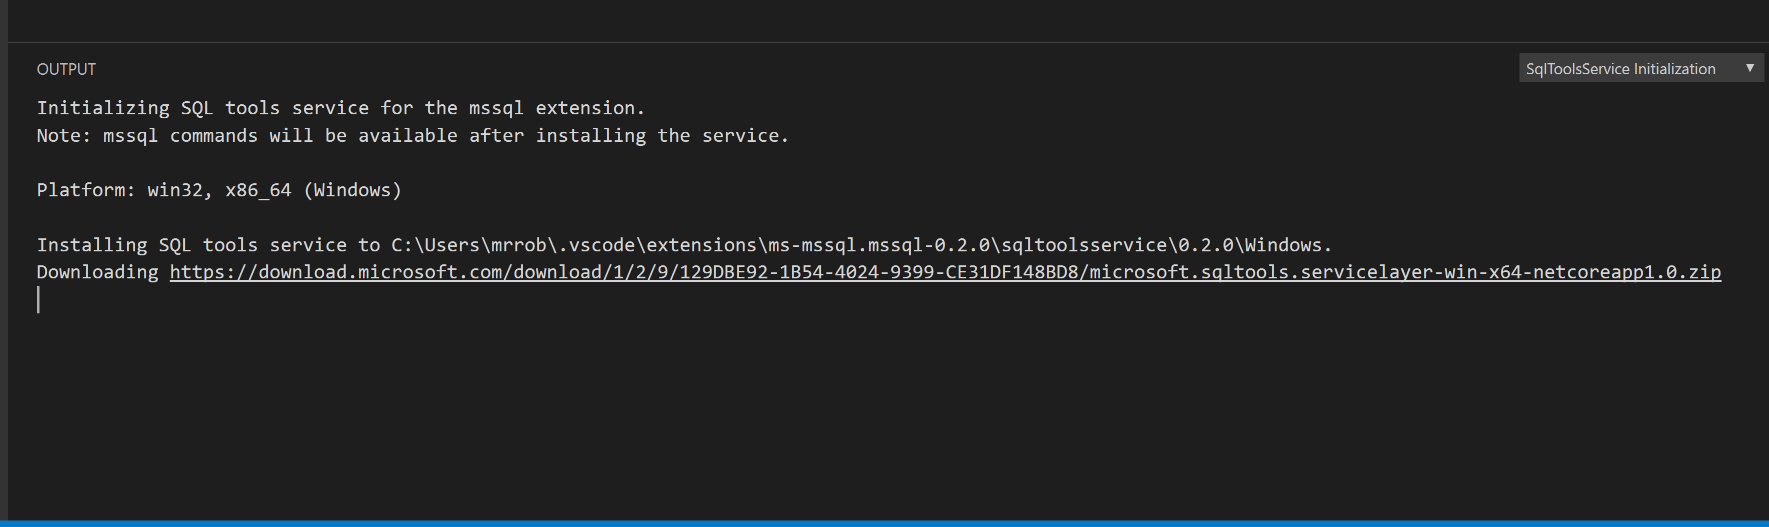 OUTPUT
SqlToolsService Initialization
Initializing SQL tools service for the mssql extension.
Note: mssql commands will be available after installing the service.
Platform: win32, x86_64 (Windows)
Installing SQL tools service to C:\Users\mrrob\.vscode\extensions\ms-mssql.mssql-0.2.0\sqltoolsservice\0.2.0\Windows.
Downloading https://download.microsoft.com/download/1/2/9/129DBE92-1B54-4024-9399-CE31DF148BD8/microsoft.sqltools.servicelayer-win-x64-netcoreapp1.0.zip